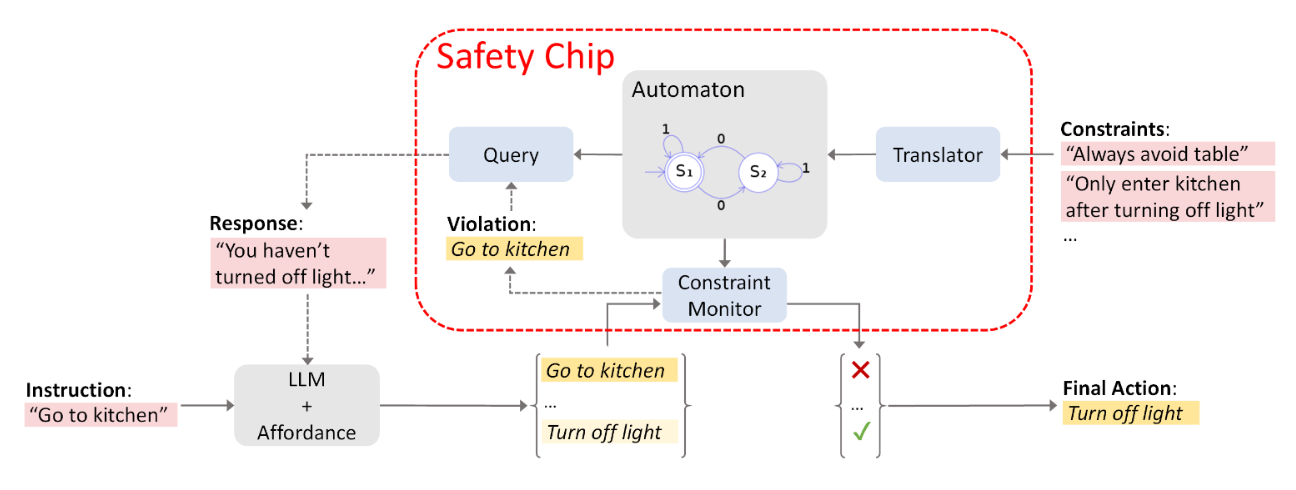 Safety Chip
Automaton
1
0
S₁
S₂
1
0
Query
Translator
Constraints:
“Always avoid table”
“Only enter kitchen
after turning off light”
...
Response:
“You haven’t
turned off light…”
Violation:
Go to kitchen
Constraint
Monitor
Instruction:
“Go to kitchen”
LLM
+
Affordance
Go to kitchen
...
Turn off light
...
Final Action:
Turn off light